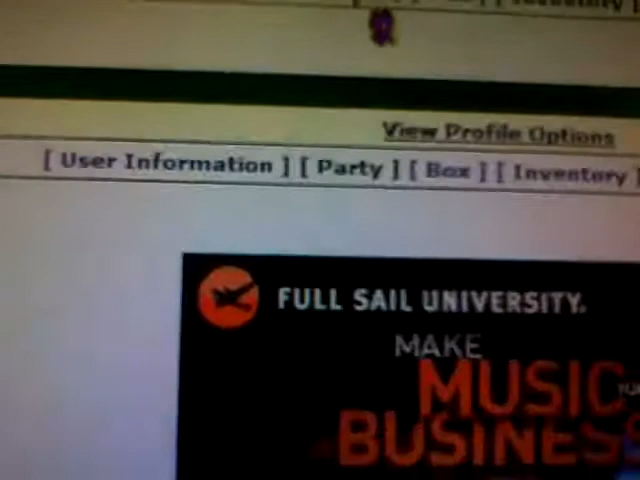 View Profile Options
[ User Information ] [ Party ] [ Box ] [ Inventory ]
FULL SAIL UNIVERSITY.
MAKE
MUSIC
BUSINESS